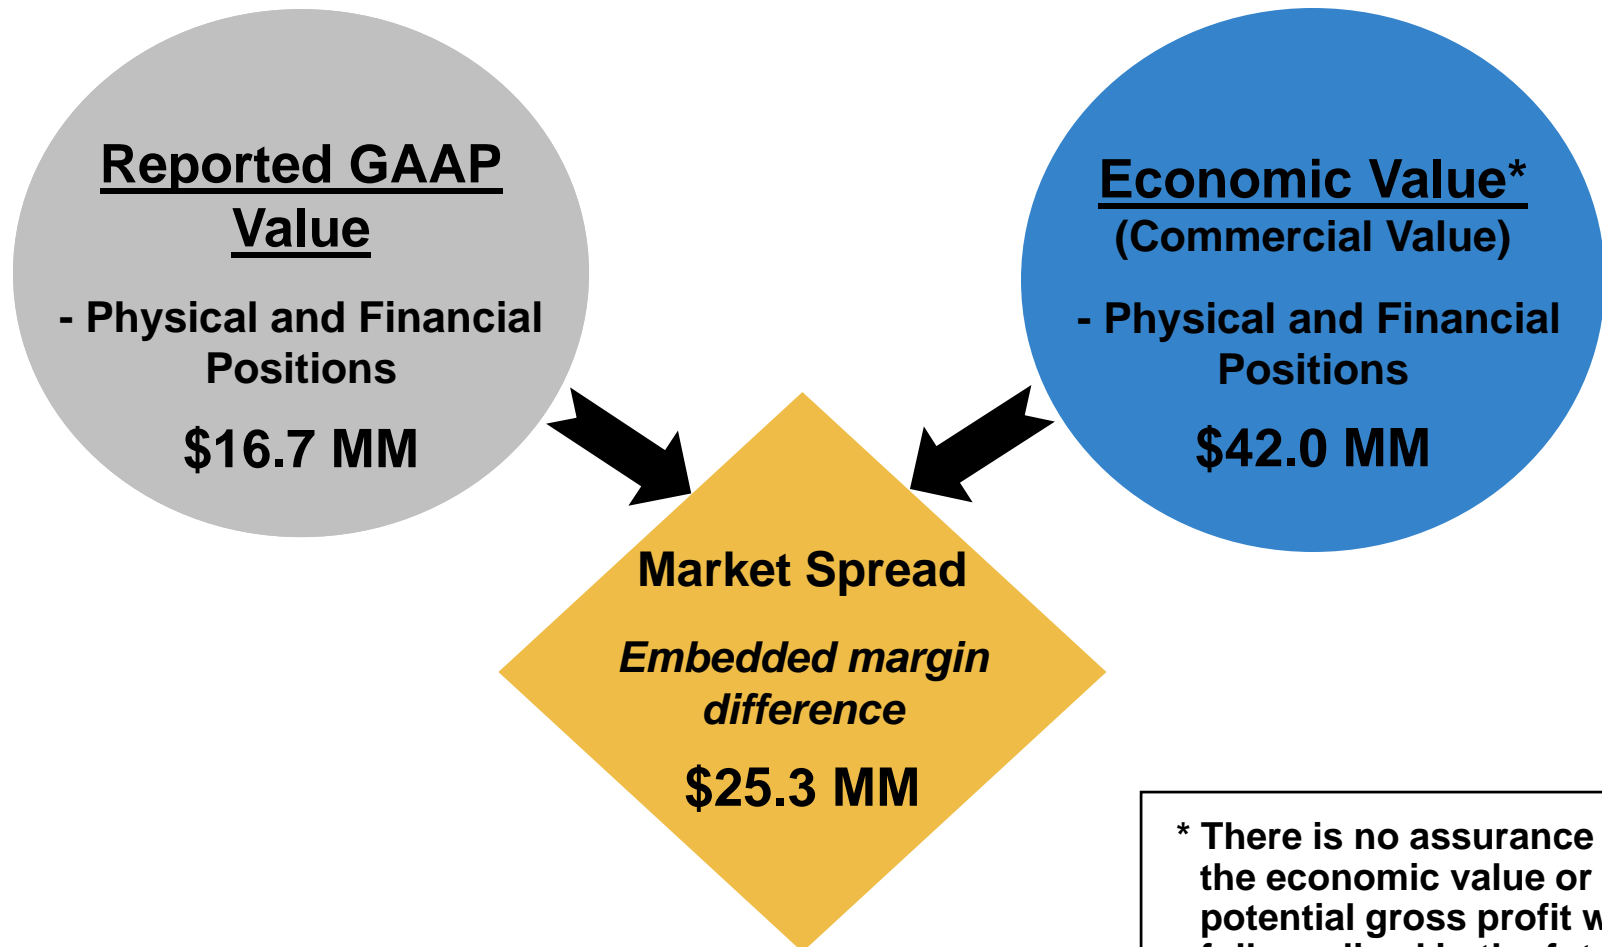 Reported GAAP
Value
- Physical and Financial
Positions
$16.7 MM
Economic Value*
(Commercial Value)
- Physical and Financial
Positions
$42.0 MM
Market Spread
Embedded margin
difference
$25.3 MM
* There is no assurance
the economic value or
potential gross profit